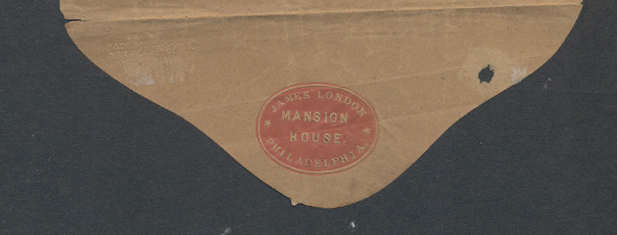 JAMES LONDON
MANSION
HOUSE.
PHILADELPHIA.